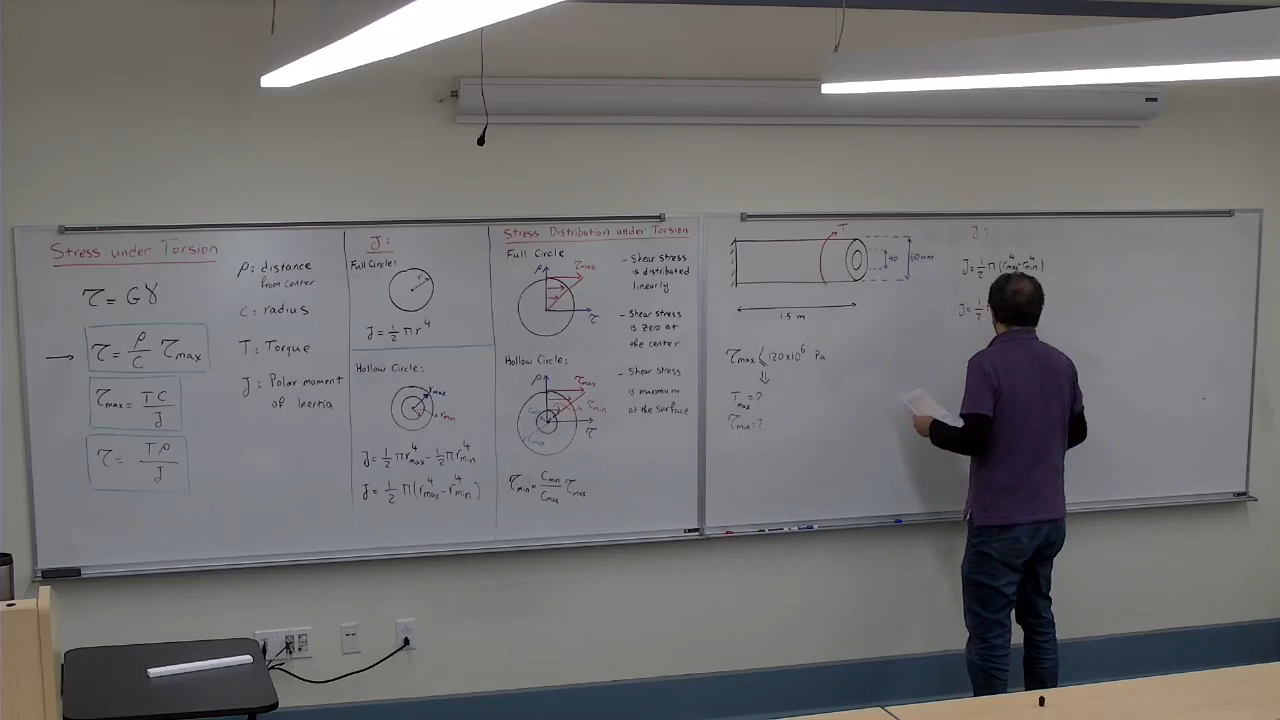 Stress under Torsion
τ = Gγ
τ = ρ/c τmax
τmax = TC/J
τ = Tρ/J
ρ: distance
from center
c: radius
T: Torque
J: Polar moment
of Inertia
J:
Full Circle:
r
J = 1/2 π r⁴
Hollow Circle:
rmax
rmin
J = 1/2 π r⁴max - 1/2 π r⁴min
J = 1/2 π (r⁴max - r⁴min)
Stress Distribution under Torsion
Full Circle
ρ
τmax
τ
Hollow Circle:
ρ
τmax
τmin
τ
τmin = Cmin/Cmax τmax
- Shear Stress
is distributed
linearly
- Shear stress
is zero at
the center
- Shear stress
is maximum
at the surface
T
40
60 mm
1.5 m
τmax ≤ 120x10⁶ Pa
⇓
Tmax = ?
τmin = ?
J:
J = 1/2 π (r⁴max - r⁴min)
J = 1/2